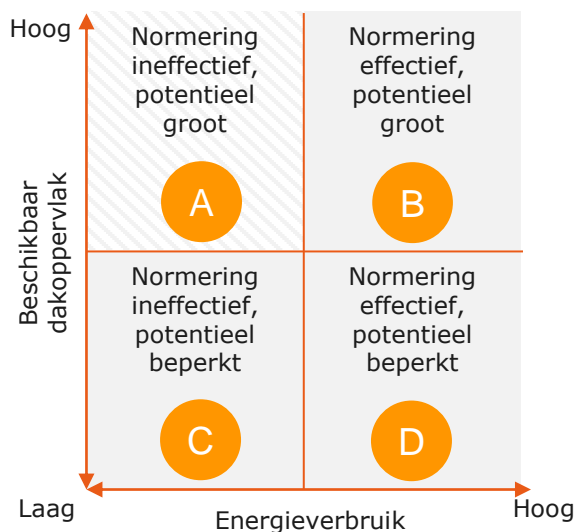 Hoog
Normering
ineffectief,
potentieel
groot
A
Normering
effectief,
potentieel
groot
B
Beschikbaar
dakoppervlak
Normering
ineffectief,
potentieel
beperkt
C
Normering
effectief,
potentieel
beperkt
D
Laag
Energieverbruik
Hoog